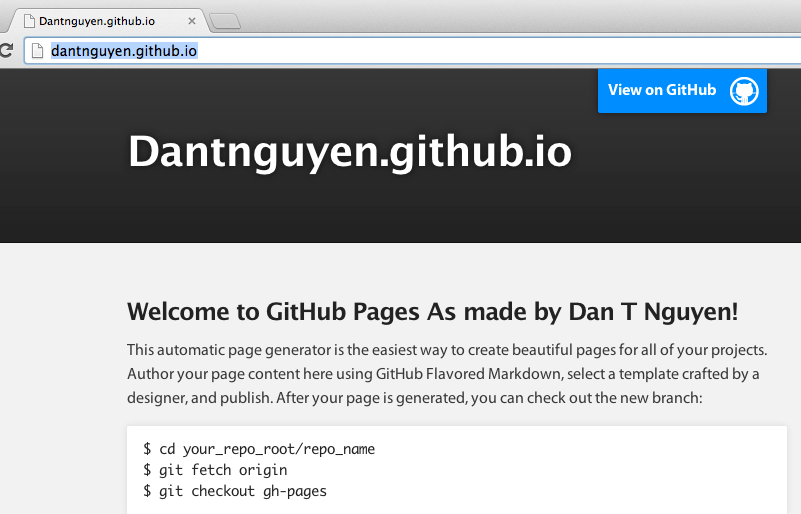 Dantnguyen.github.io
dantnguyen.github.io
View on GitHub
Dantnguyen.github.io
Welcome to GitHub Pages As made by Dan T Nguyen!
This automatic page generator is the easiest way to create beautiful pages for all of your projects.
Author your page content here using GitHub Flavored Markdown, select a template crafted by a
designer, and publish. After your page is generated, you can check out the new branch:
$ cd your_repo_root/repo_name
$ git fetch origin
$ git checkout gh-pages